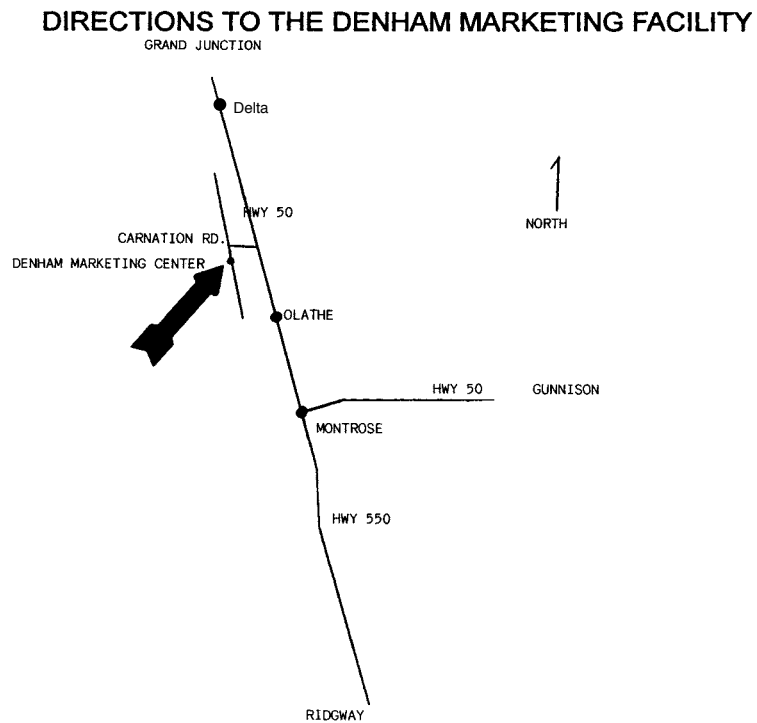 DIRECTIONS TO THE DENHAM MARKETING FACILITY
GRAND JUNCTION
Delta
HWY 50
NORTH
CARNATION RD.
DENHAM MARKETING CENTER
OLATHE
HWY 50 GUNNISON
MONTROSE
HWY 550
RIDGWAY